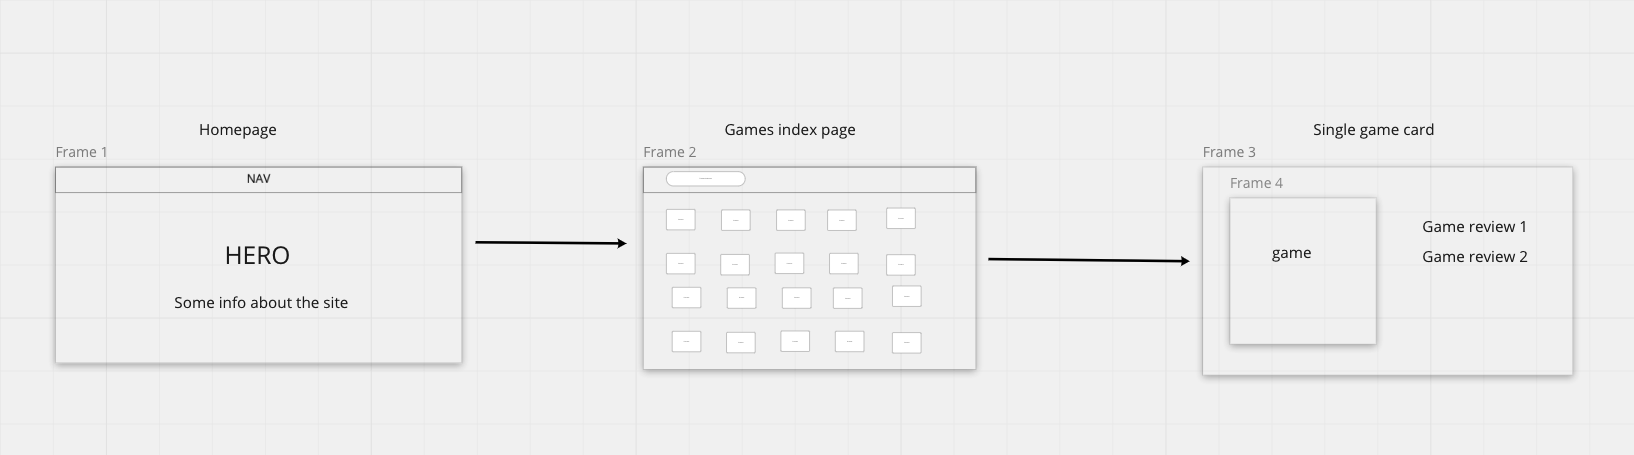 Homepage
Frame 1
NAV
HERO
Some info about the site
Games index page
Frame 2
Single game card
Frame 3
Frame 4
game
Game review 1
Game review 2